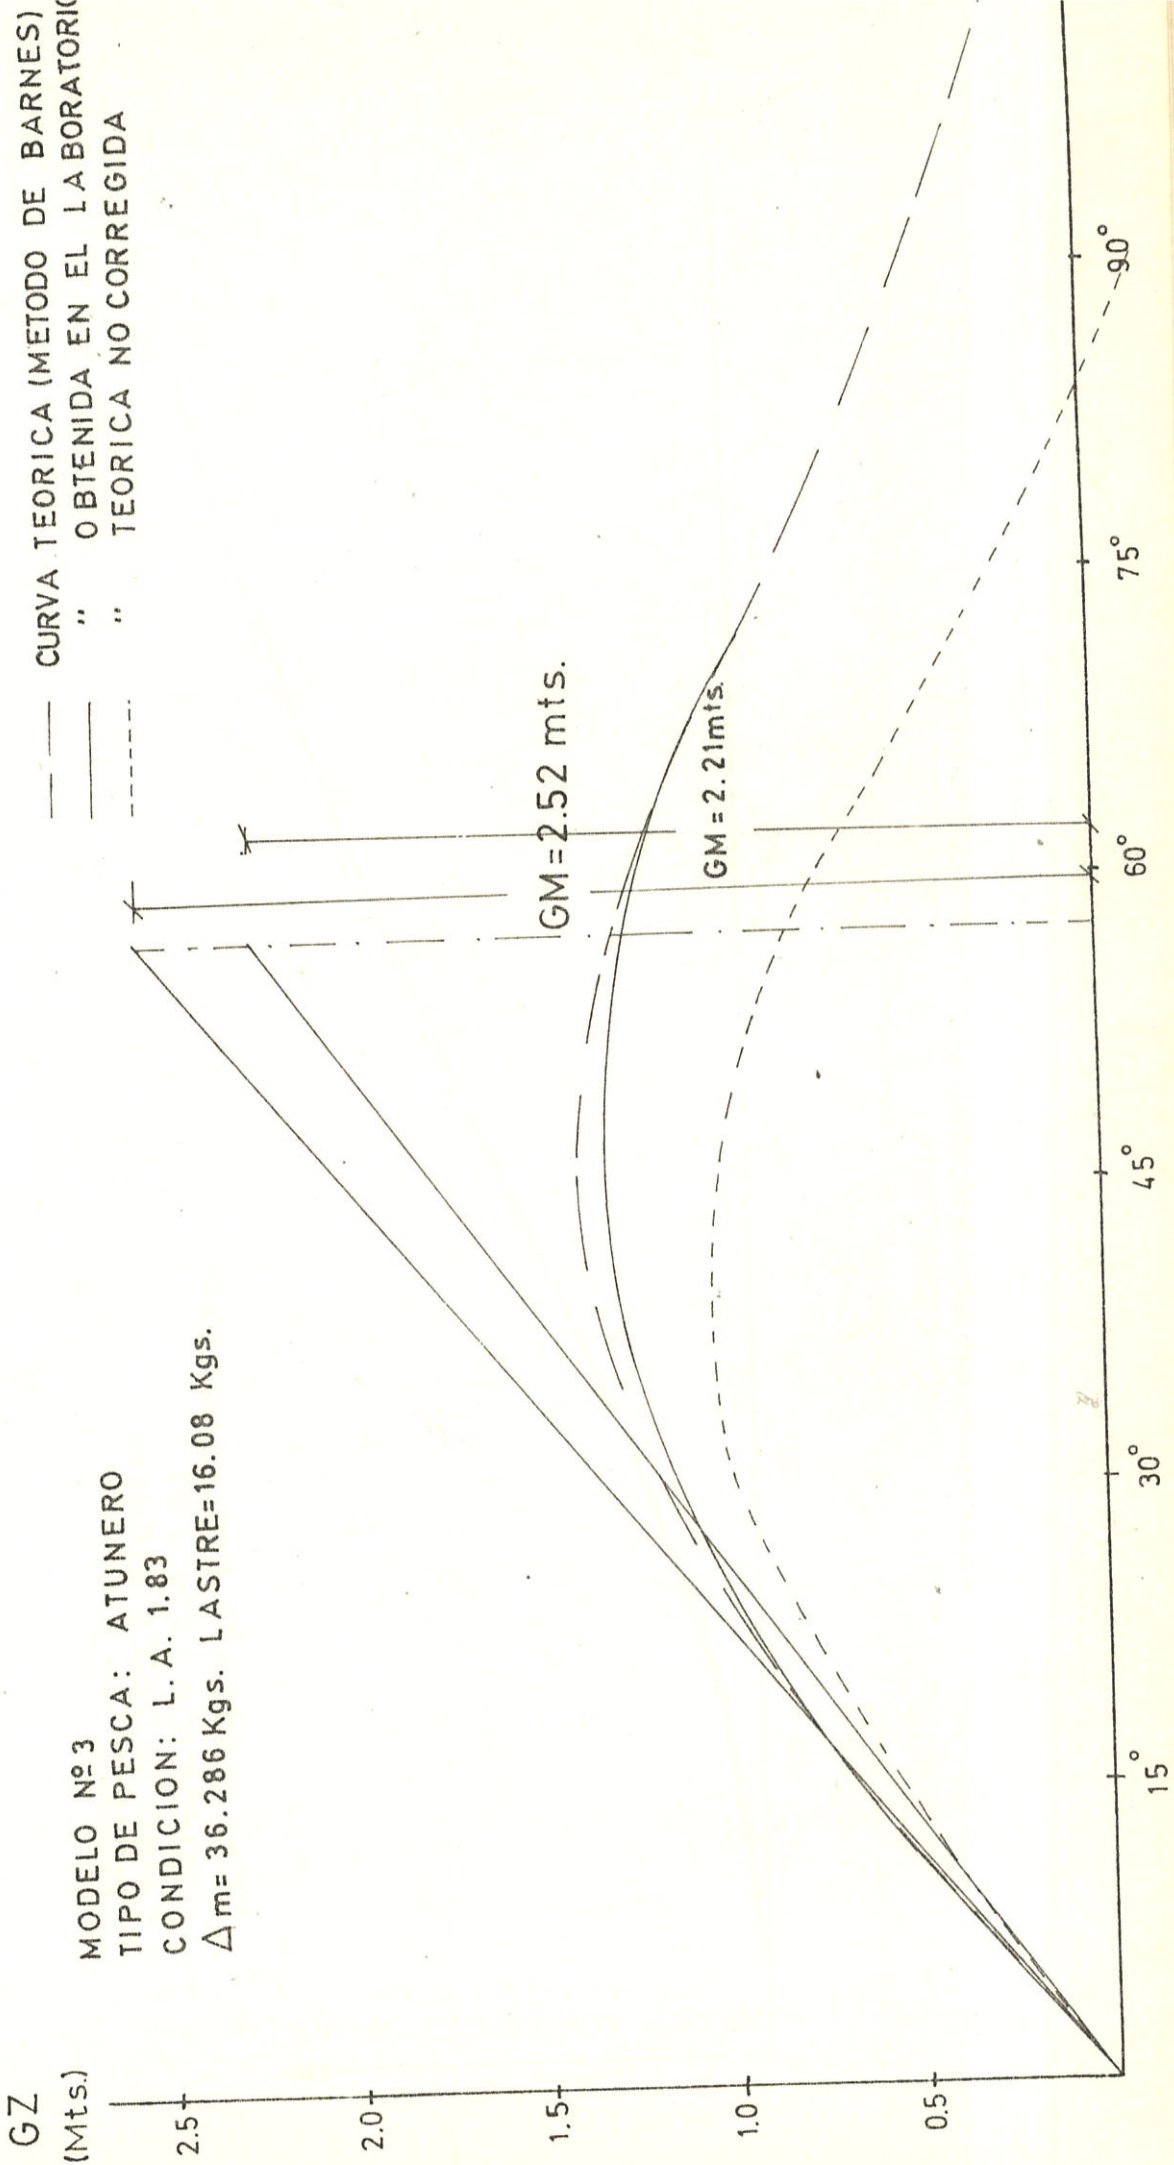 GZ
(Mts.)
MODELO Nº 3
TIPO DE PESCA: ATUNERO
CONDICION: L. A. 1.83
Δm= 36.286 Kgs. LASTRE=16.08 Kgs.
CURVA TEORICA (METODO DE BARNES)
" OBTENIDA EN EL LABORATORIO
" TEORICA NO CORREGIDA
2.5
2.0
1.5
1.0
0.5
GM=2.52 mts.
GM=2.21mts.
15° 30° 45° 60° 75° 90°